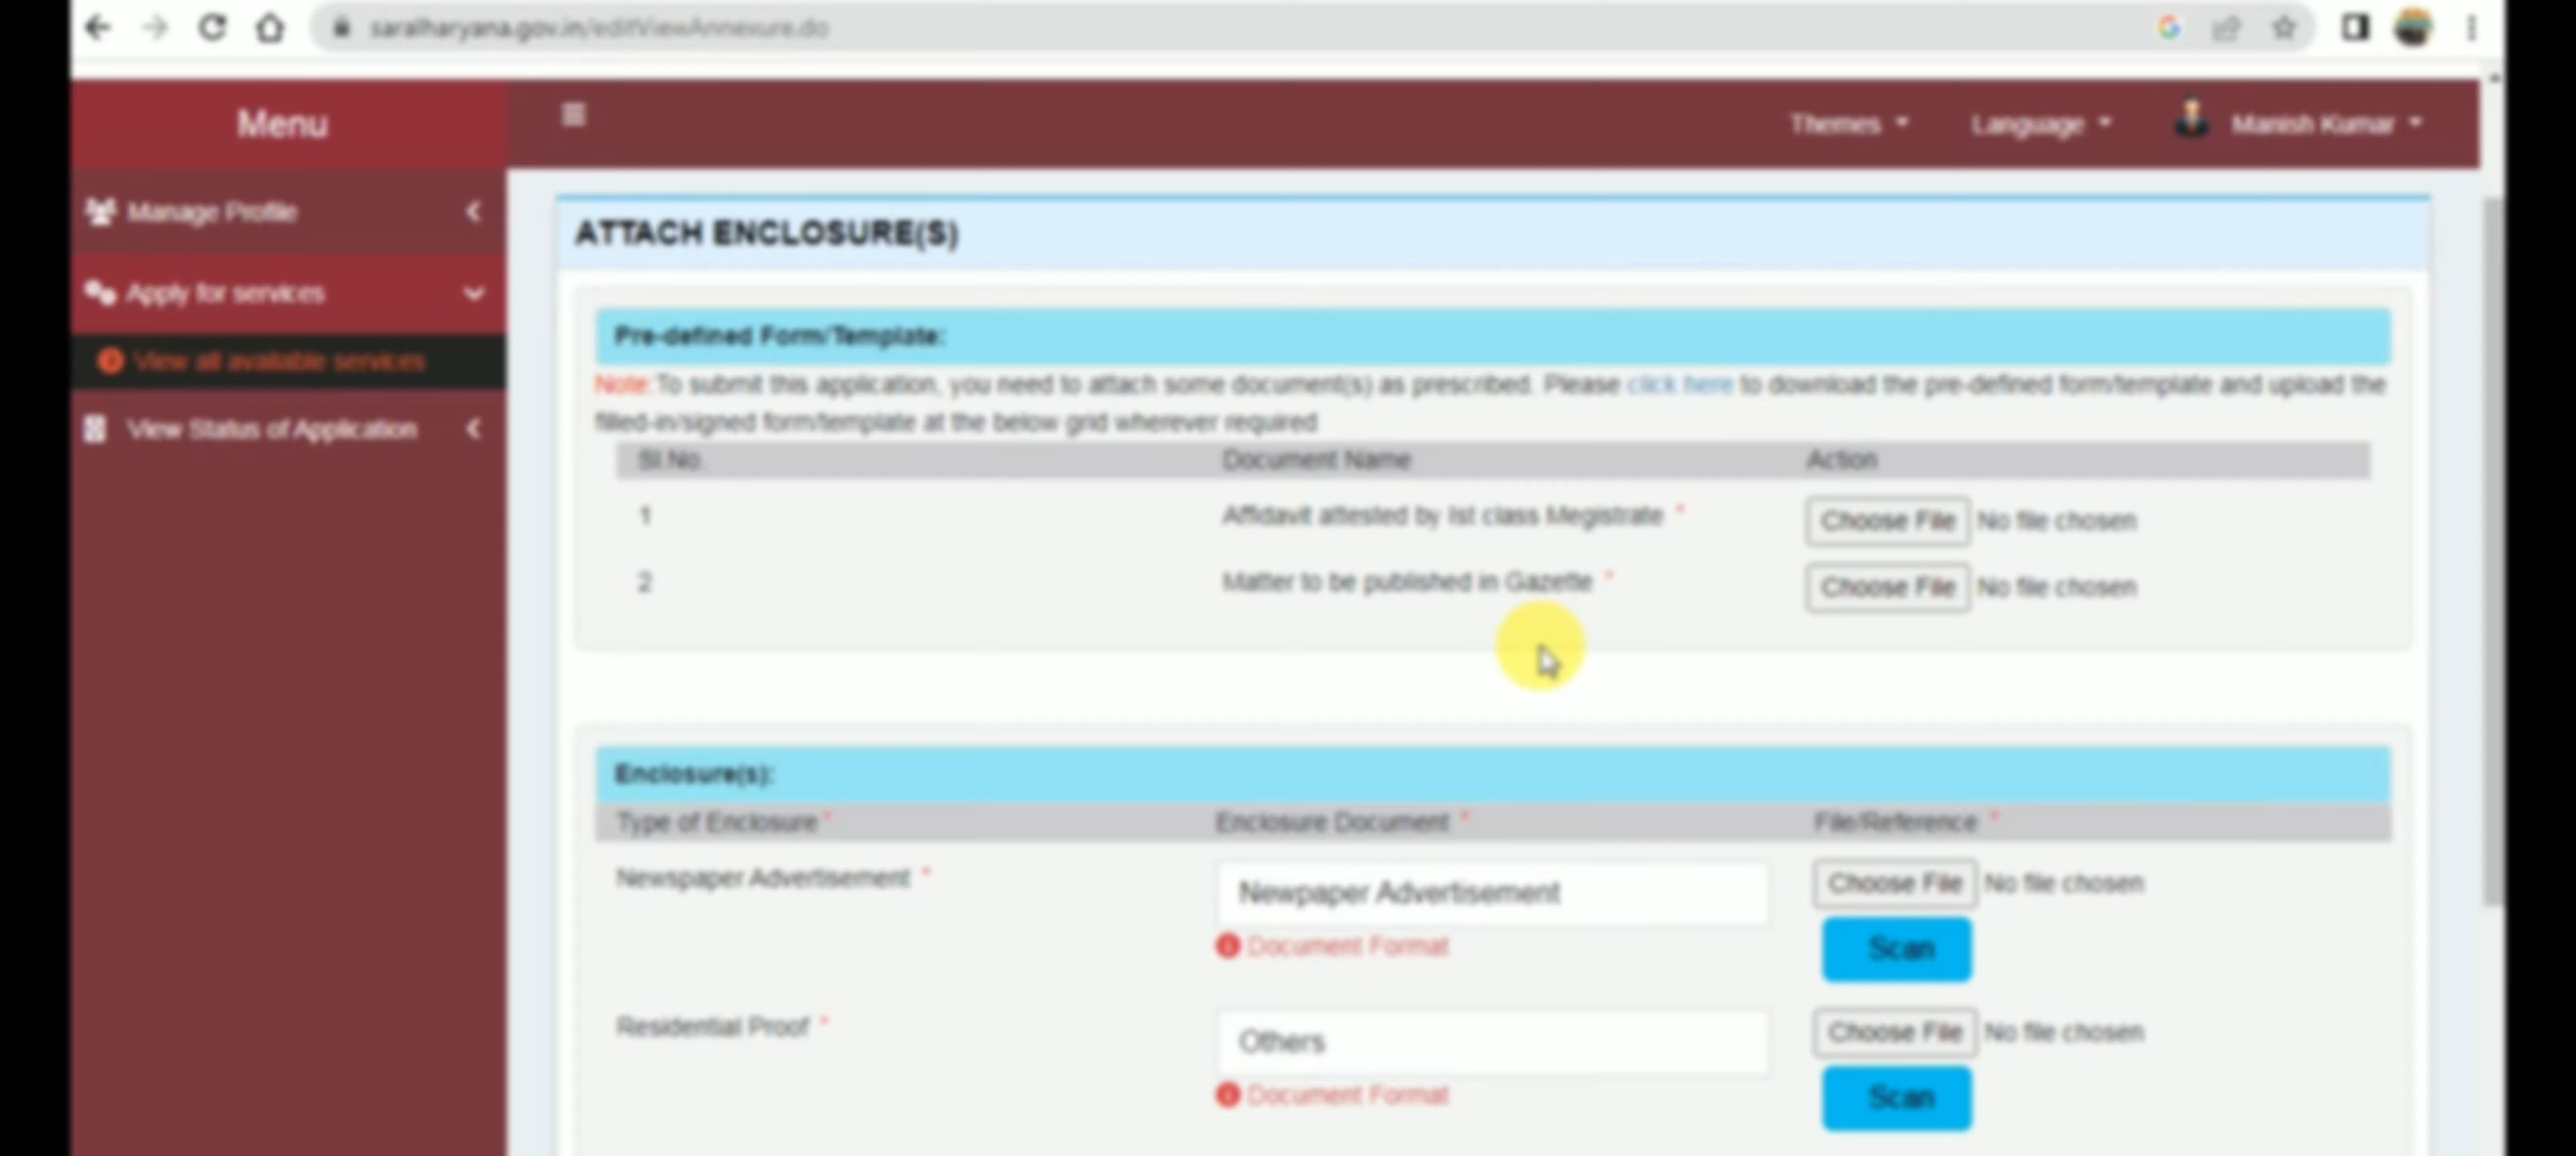 saralharyana.gov.in/editViewAnnexure.do
Menu
Themes
Language
Manish Kumar
Manage Profile
Apply for services
View all available services
View Status of Application
ATTACH ENCLOSURE(S)
Pre-defined Form/Template:
Note:To submit this application, you need to attach some document(s) as prescribed. Please click here to download the pre-defined form/template and upload the
filled-in/signed form/template at the below grid wherever required
Sl.No. Document Name Action
1 Affidavit attested by Ist class Megistrate * Choose File No file chosen
2 Matter to be published in Gazette * Choose File No file chosen
Enclosure(s):
Type of Enclosure * Enclosure Document * File/Reference *
Newspaper Advertisement * Newpaper Advertisement Choose File No file chosen
Document Format Scan
Residential Proof * Others Choose File No file chosen
Document Format Scan